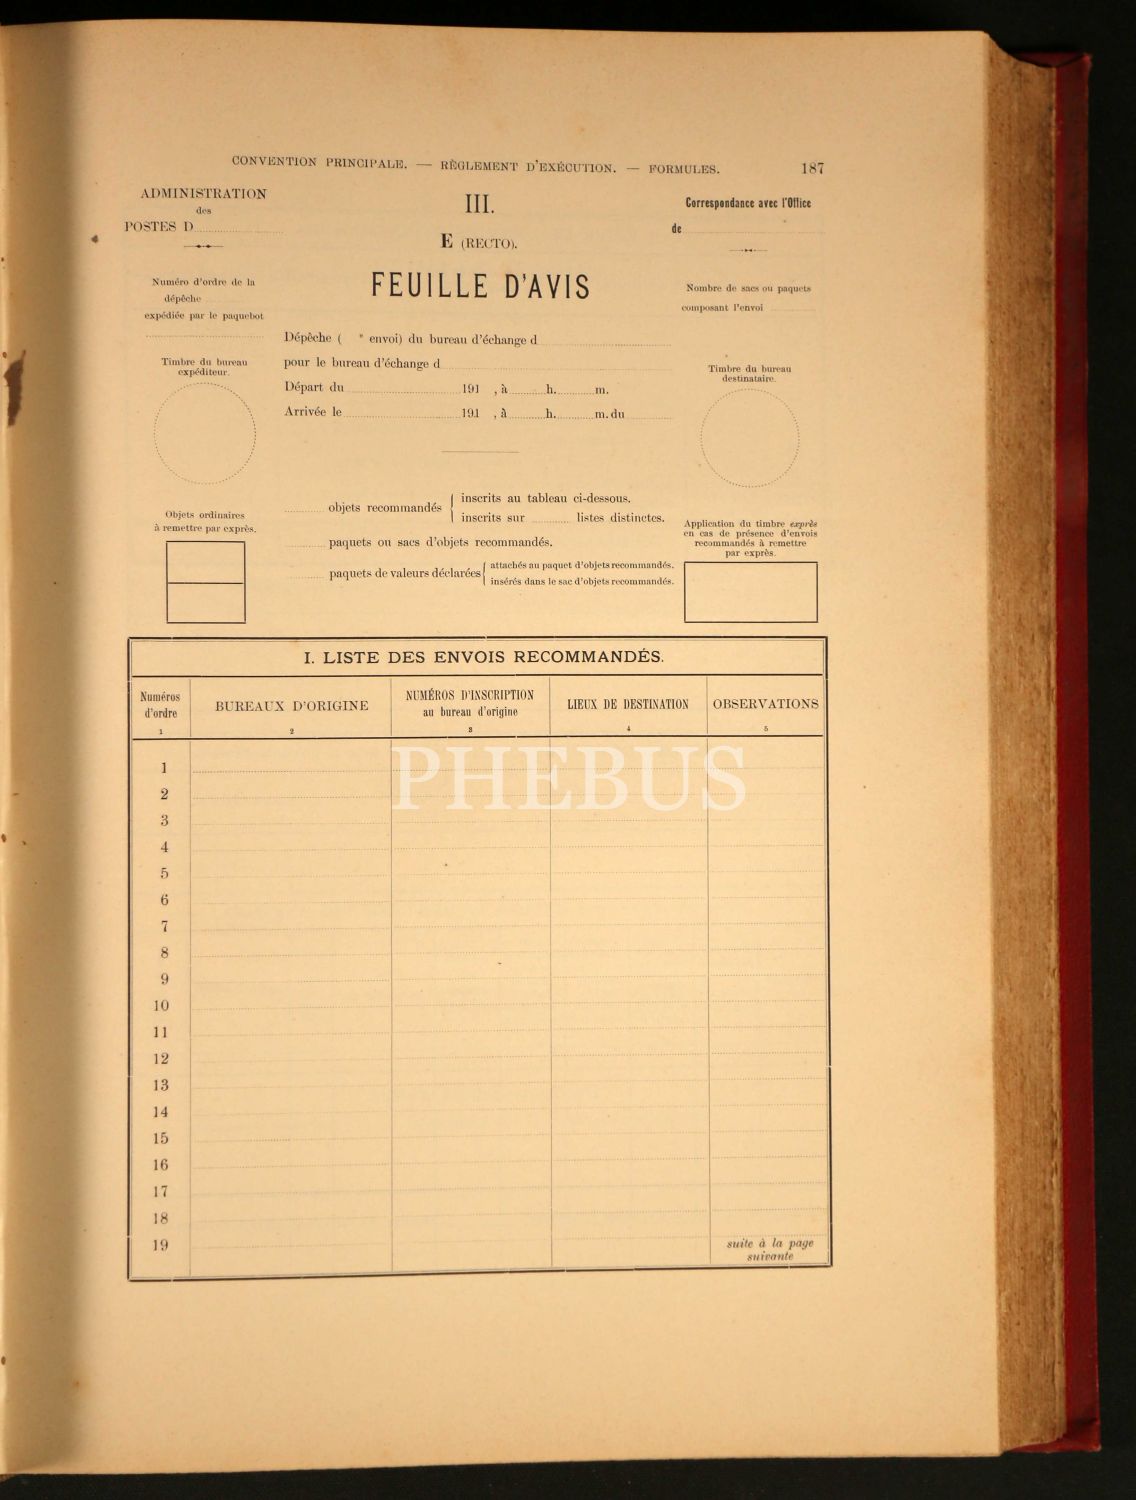 CONVENTION PRINCIPALE. — RÈGLEMENT D'EXÉCUTION. — FORMULES. 187
ADMINISTRATION
des
POSTES D
III.
E (RECTO).
FEUILLE D'AVIS
Correspondance avec l'Office
de
Numéro d'ordre de la
dépêche
expédiée par le paquebot
Nombre de sacs ou paquets
composant l'envoi
Timbre du bureau
expéditeur.
Dépêche ( e envoi) du bureau d'échange d
pour le bureau d'échange d
Départ du 191 , à h. m.
Arrivée le 191 , à h. m. du
Timbre du bureau
destinataire.
Objets ordinaires
à remettre par exprès.
objets recommandés { inscrits au tableau ci-dessous.
inscrits sur listes distinctes.
paquets ou sacs d'objets recommandés.
paquets de valeurs déclarées { attachés au paquet d'objets recommandés.
insérés dans le sac d'objets recommandés.
Application du timbre exprès
en cas de présence d'envois
recommandés à remettre
par exprès.
I. LISTE DES ENVOIS RECOMMANDÉS.
Numéros
d'ordre
1
BUREAUX D'ORIGINE
2
NUMÉROS D'INSCRIPTION
au bureau d'origine
3
LIEUX DE DESTINATION
4
OBSERVATIONS
5
PHEBUS
1
2
3
4
5
6
7
8
9
10
11
12
13
14
15
16
17
18
19
suite à la page
suivante